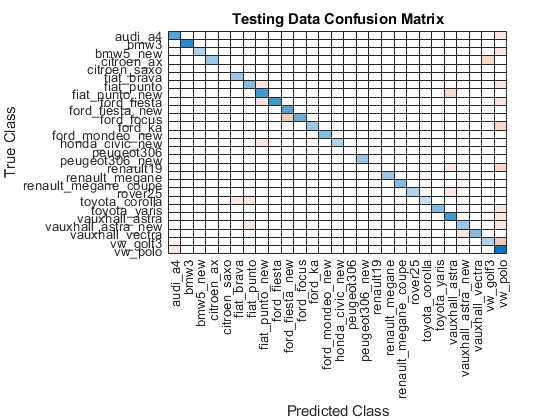 Testing Data Confusion Matrix
True Class
audi_a4
bmw3
bmw5_new
citroen_ax
citroen_saxo
fiat_brava
fiat_punto
fiat_punto_new
ford_fiesta
ford_fiesta_new
ford_focus
ford_ka
ford_mondeo_new
honda_civic_new
peugeot306
peugeot306_new
renault19
renault_megane
renault_megane_coupe
rover25
toyota_corolla
toyota_yaris
vauxhall_astra
vauxhall_astra_new
vauxhall_vectra
vw_golf3
vw_polo
audi_a4
bmw3
bmw5_new
citroen_ax
citroen_saxo
fiat_brava
fiat_punto
fiat_punto_new
ford_fiesta
ford_fiesta_new
ford_focus
ford_ka
ford_mondeo_new
honda_civic_new
peugeot306
peugeot306_new
renault19
renault_megane
renault_megane_coupe
rover25
toyota_corolla
toyota_yaris
vauxhall_astra
vauxhall_astra_new
vauxhall_vectra
vw_golf3
vw_polo
Predicted Class